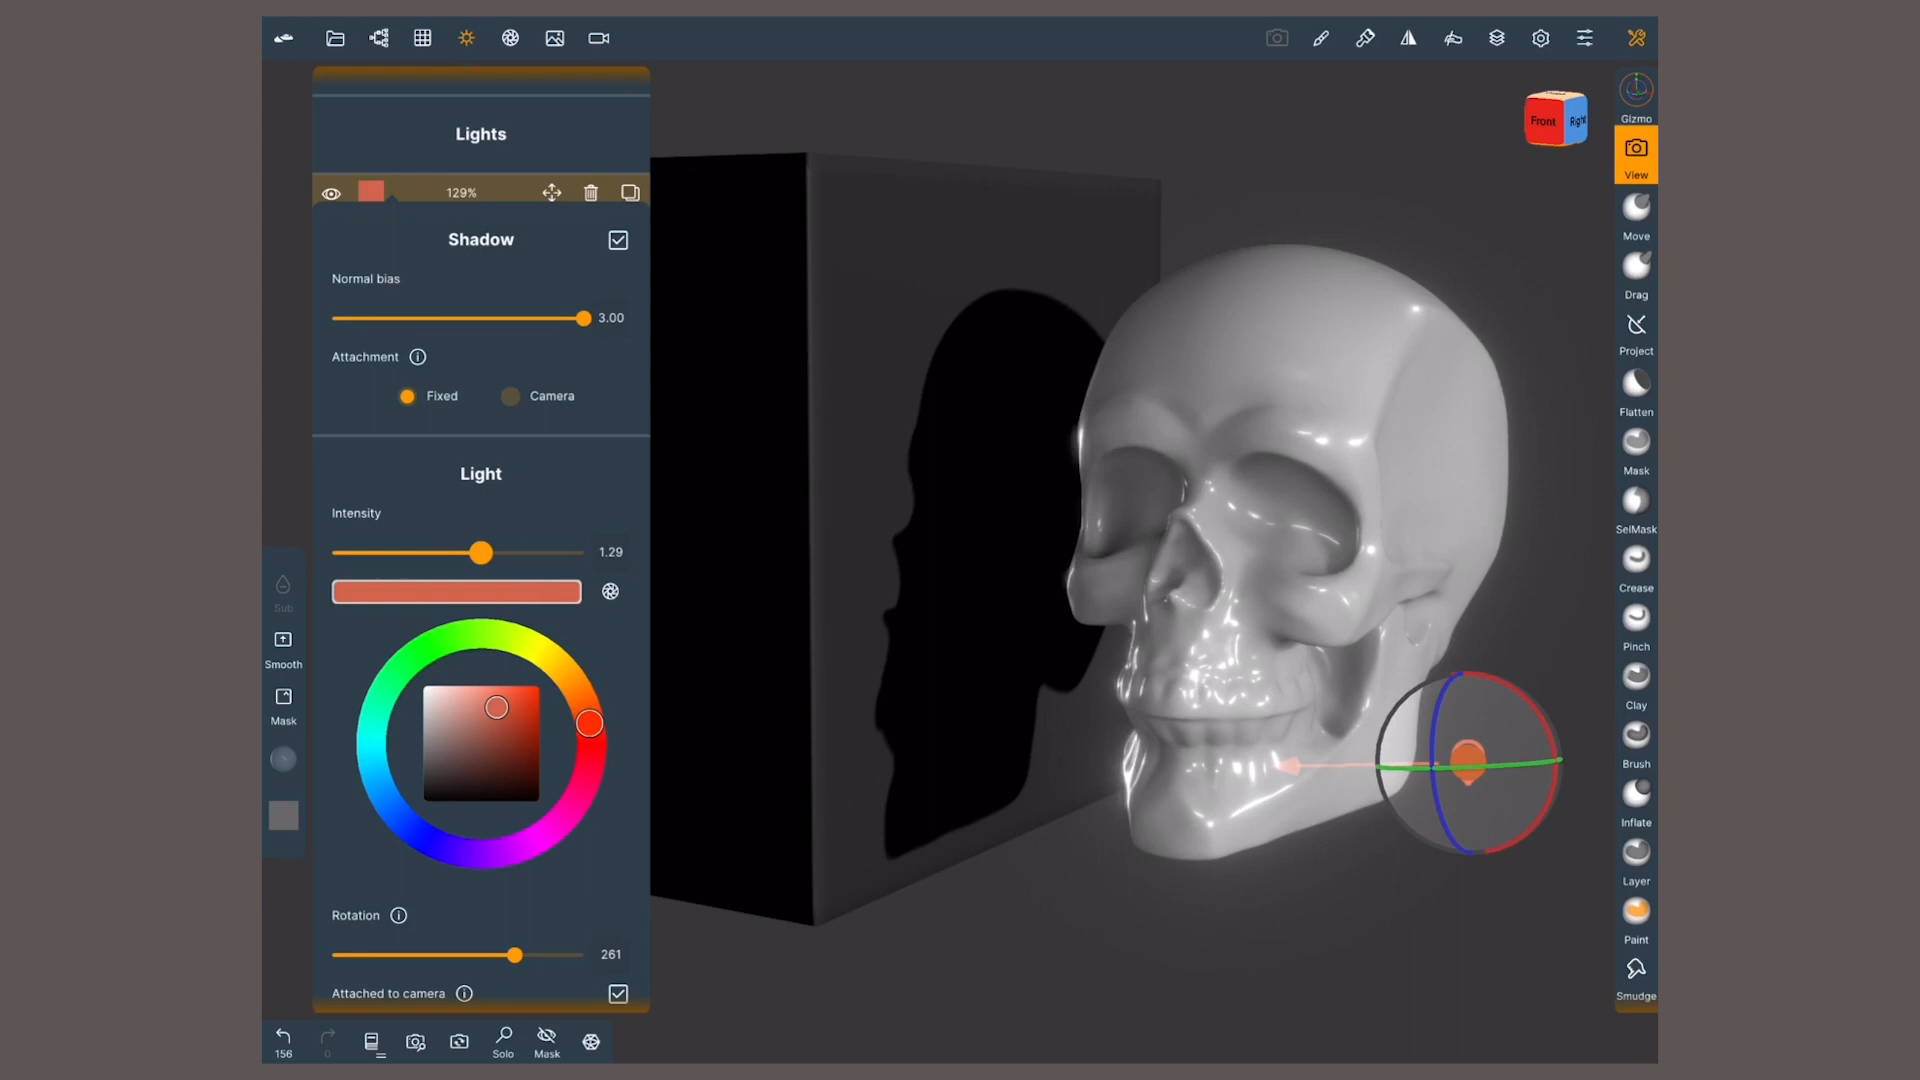 Lights
129%
Shadow
Normal bias
3.00
Attachment
Fixed
Camera
Light
Intensity
1.29
Rotation
261
Attached to camera
Sub
Smooth
Mask
156
0
Solo
Mask
Front
Right
Gizmo
View
Move
Drag
Project
Flatten
Mask
SelMask
Crease
Pinch
Clay
Brush
Inflate
Layer
Paint
Smudge